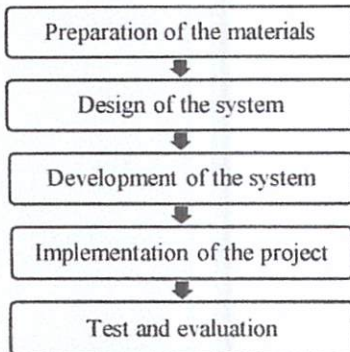 Preparation of the materials
Design of the system
Development of the system
Implementation of the project
Test and evaluation